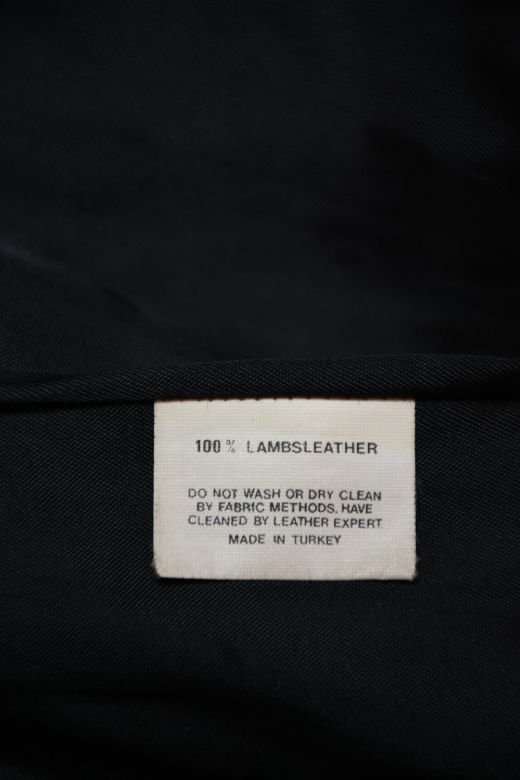 100% LAMBSLEATHER
DO NOT WASH OR DRY CLEAN
BY FABRIC METHODS. HAVE
CLEANED BY LEATHER EXPERT
MADE IN TURKEY